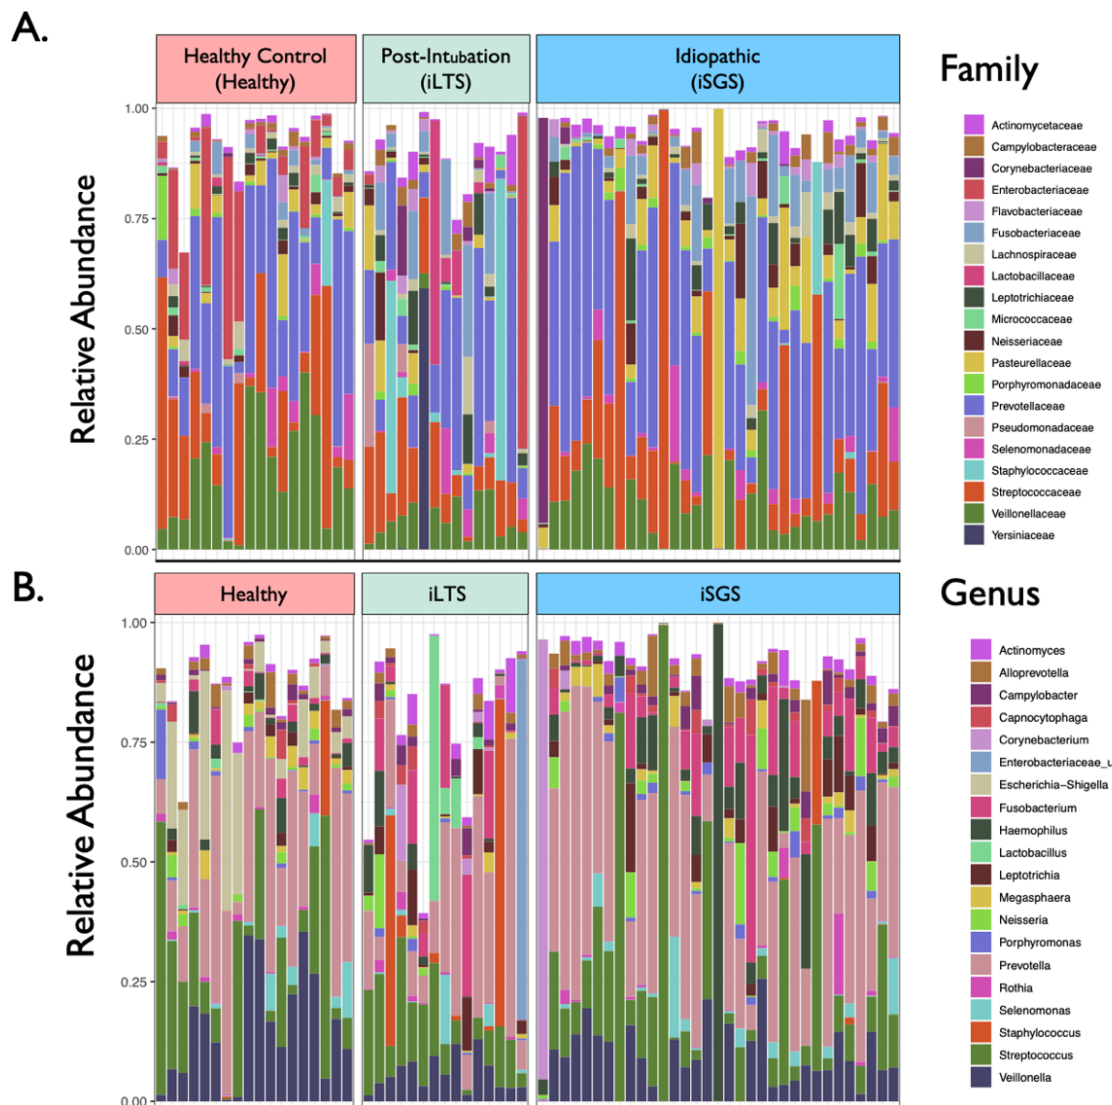 A.
Healthy Control
(Healthy)
Post-Intubation
(iLTS)
Idiopathic
(iSGS)
Family
Relative Abundance
1.00
0.75
0.50
0.25
0.00
Actinomycetaceae
Campylobacteraceae
Corynebacteriaceae
Enterobacteriaceae
Flavobacteriaceae
Fusobacteriaceae
Lachnospiraceae
Lactobacillaceae
Leptotrichiaceae
Micrococcaceae
Neisseriaceae
Pasteurellaceae
Porphyromonadaceae
Prevotellaceae
Pseudomonadaceae
Selenomonadaceae
Staphylococcaceae
Streptococcaceae
Veillonellaceae
Yersiniaceae
B.
Healthy
iLTS
iSGS
Genus
Relative Abundance
1.00
0.75
0.50
0.25
0.00
Actinomyces
Alloprevotella
Campylobacter
Capnocytophaga
Corynebacterium
Enterobacteriaceae_u
Escherichia–Shigella
Fusobacterium
Haemophilus
Lactobacillus
Leptotrichia
Megasphaera
Neisseria
Porphyromonas
Prevotella
Rothia
Selenomonas
Staphylococcus
Streptococcus
Veillonella